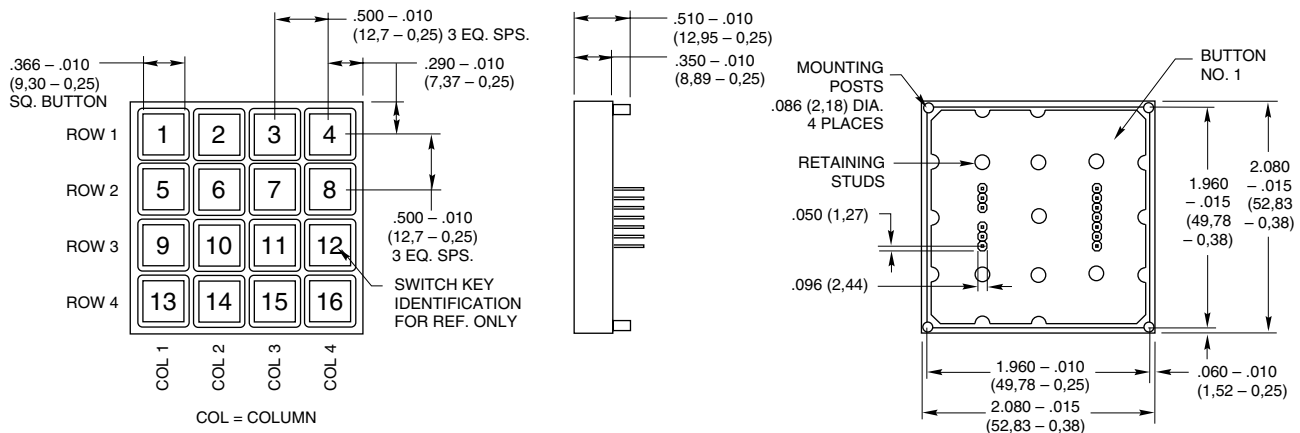 .500 – .010
(12,7 – 0,25) 3 EQ. SPS.
.366 – .010
(9,30 – 0,25)
SQ. BUTTON
.290 – .010
(7,37 – 0,25)
ROW 1
ROW 2
ROW 3
ROW 4
1
2
3
4
5
6
7
8
9
10
11
12
13
14
15
16
.500 – .010
(12,7 – 0,25)
3 EQ. SPS.
SWITCH KEY
IDENTIFICATION
FOR REF. ONLY
COL 1
COL 2
COL 3
COL 4
COL = COLUMN
.510 – .010
(12,95 – 0,25)
.350 – .010
(8,89 – 0,25)
MOUNTING
POSTS
.086 (2,18) DIA.
4 PLACES
BUTTON
NO. 1
RETAINING
STUDS
.050 (1,27)
.096 (2,44)
1.960
– .015
(49,78
– 0,38)
2.080
– .015
(52,83
– 0,38)
1.960 – .010
(49,78 – 0,25)
.060 – .010
(1,52 – 0,25)
2.080 – .015
(52,83 – 0,38)